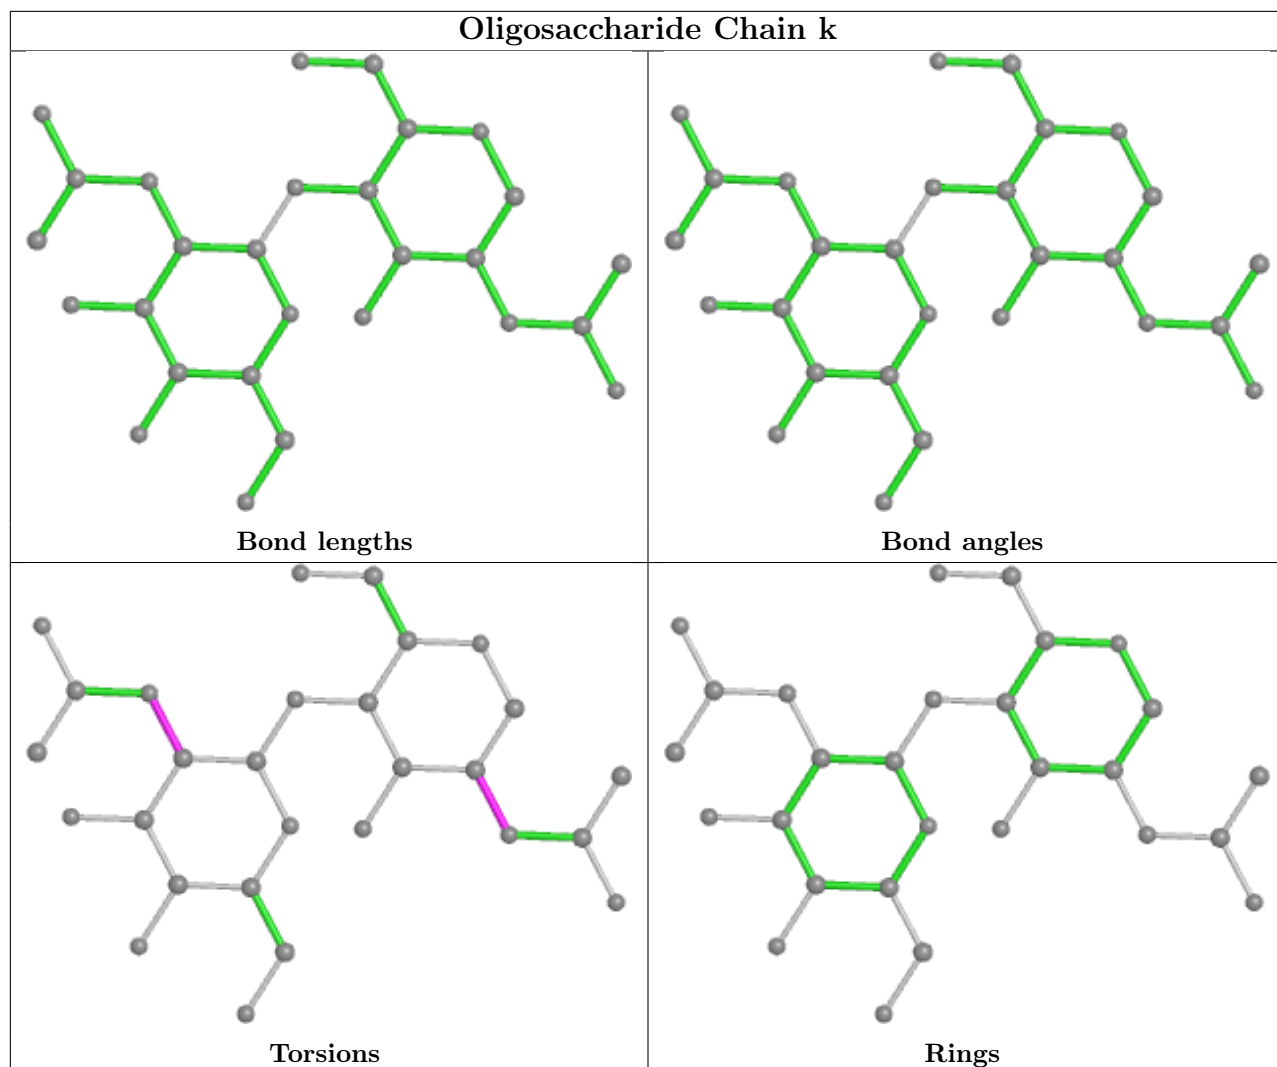 Oligosaccharide Chain k
Bond lengths
Bond angles
Torsions
Rings